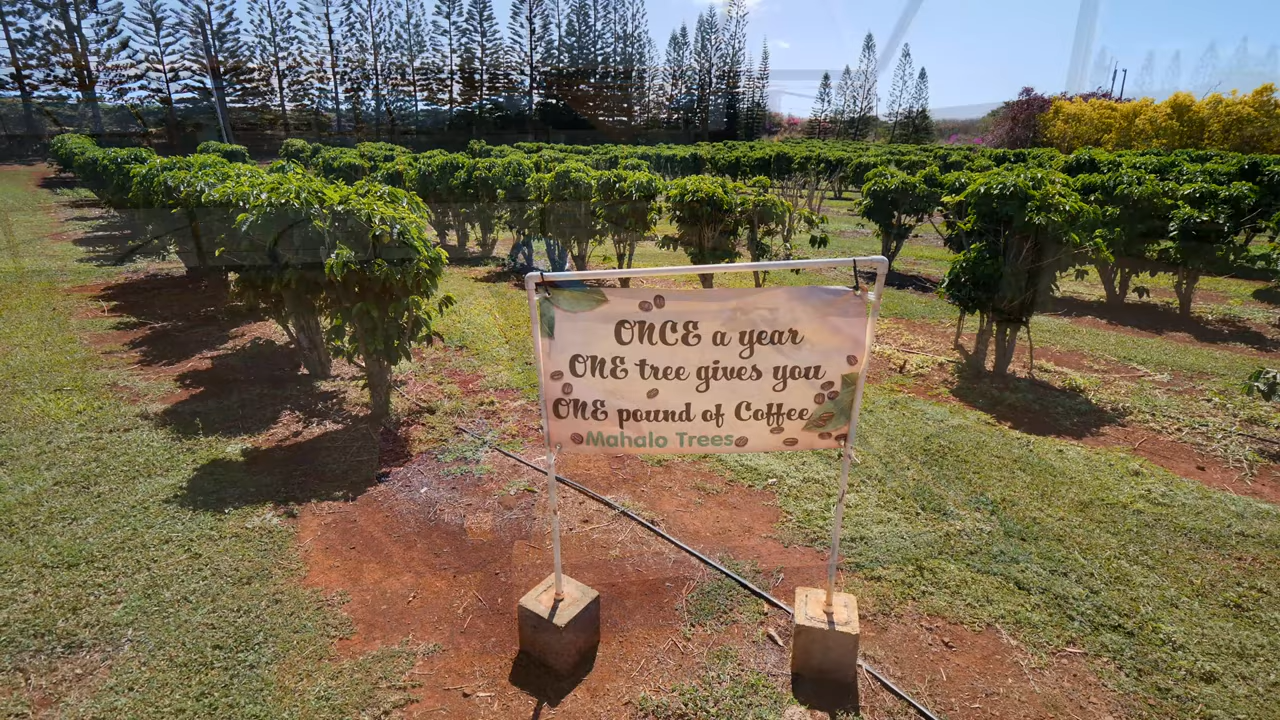 ONCE a year
ONE tree gives you
ONE pound of Coffee
Mahalo Trees